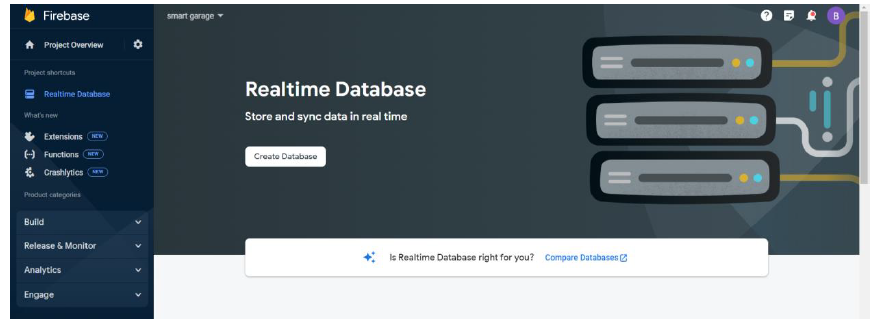 Firebase
smart garage
B
Project Overview
Project shortcuts
Realtime Database
What's new
Extensions NEW
Functions NEW
Crashlytics NEW
Product categories
Build
Release & Monitor
Analytics
Engage
Realtime Database
Store and sync data in real time
Create Database
Is Realtime Database right for you? Compare Databases